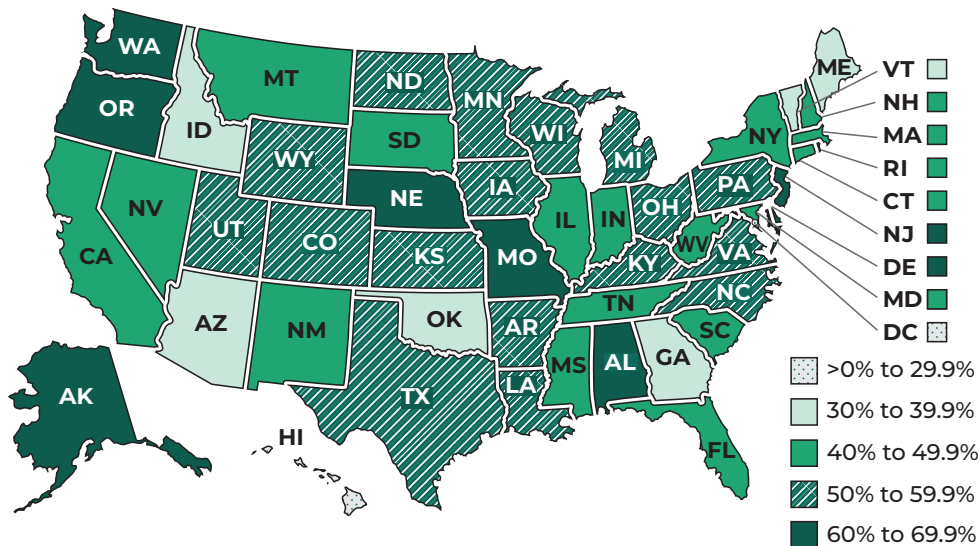 WA
MT
ND
MN
ME
VT
OR
NH
ID
SD
WI
NY
MA
WY
MI
RI
IA
PA
NE
CT
NV
UT
IL
IN
OH
NJ
CA
CO
KS
MO
WV
VA
DE
KY
MD
NC
AZ
NM
OK
TN
AR
SC
DC
MS
AL
GA
>0% to 29.9%
LA
AK
TX
30% to 39.9%
HI
FL
40% to 49.9%
50% to 59.9%
60% to 69.9%